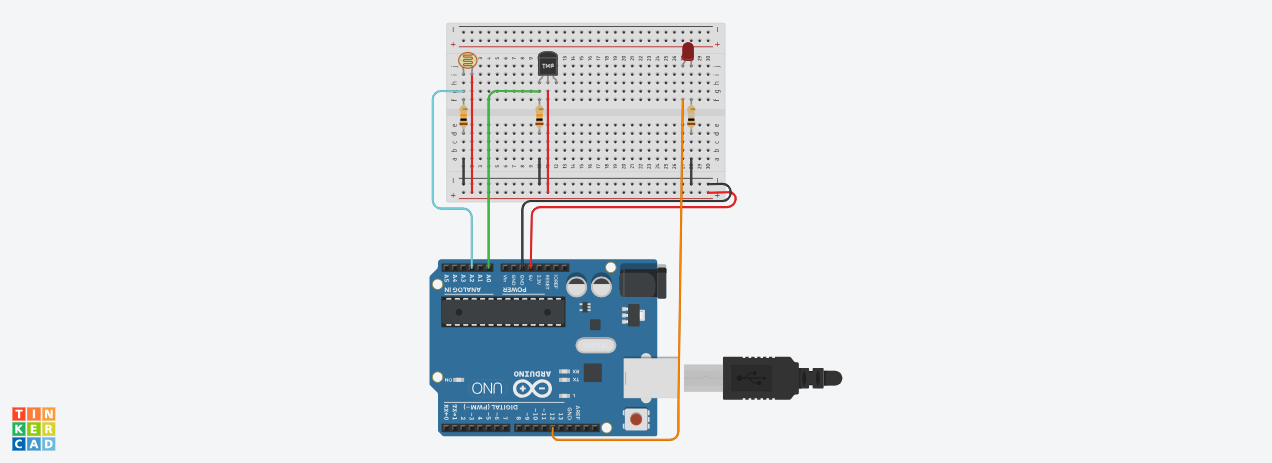 TMP
A5 A4 A3 A2 A1 A0
Vin GND GND 5V 3.3V RESET IOREF
ANALOG IN
POWER
ARDUINO
UNO
ON
RX
TX
L
DIGITAL (PWM~)
RX←0 TX→1 2 ~3 4 ~5 ~6 7 8 ~9 ~10 ~11 12 13 GND AREF
TIN
KER
CAD